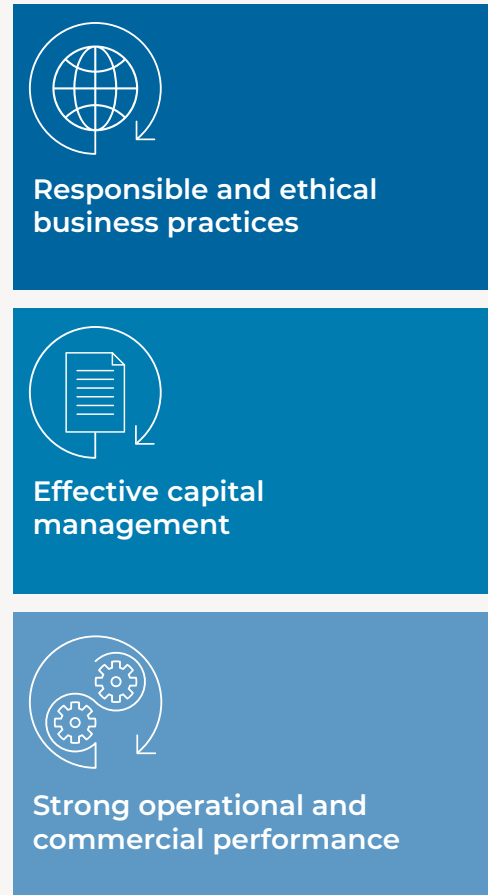 Responsible and ethical
business practices
Effective capital
management
Strong operational and
commercial performance